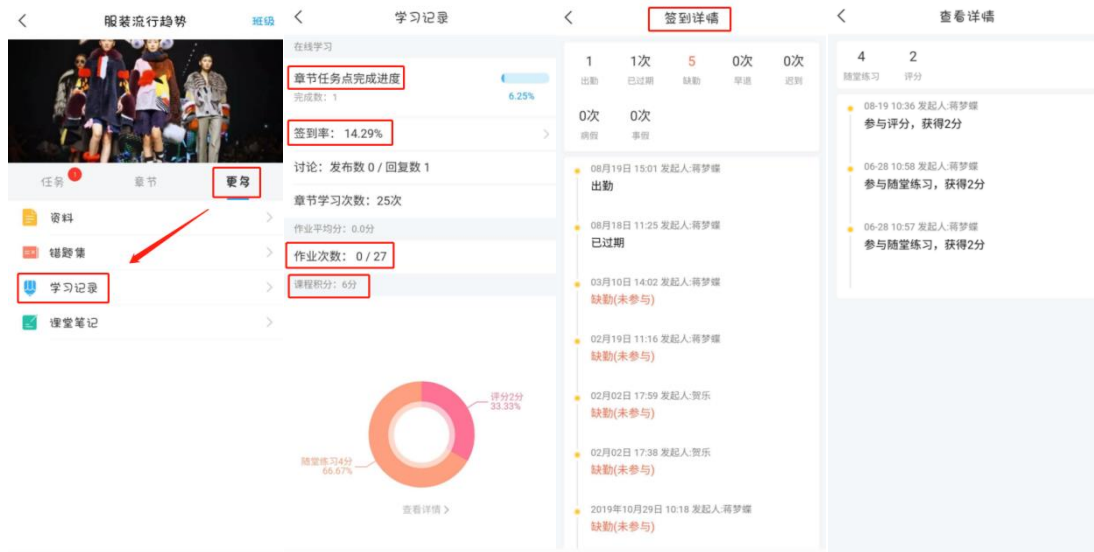 服装流行趋势
班级
任务 1
章节
更多
资料
错题集
学习记录
课堂笔记
学习记录
在线学习
章节任务点完成进度
完成数：1
6.25%
签到率： 14.29%
讨论：发布数 0 / 回复数 1
章节学习次数：25次
作业平均分：0.0分
作业次数： 0 / 27
课程积分：6分
评分2分
33.33%
随堂练习4分
66.67%
查看详情
签到详情
1 1次 5 0次 0次
出勤 已过期 缺勤 早退 迟到
0次 0次
病假 事假
08月19日 15:01 发起人:蒋梦蝶
出勤
08月18日 11:25 发起人:蒋梦蝶
已过期
03月10日 14:02 发起人:蒋梦蝶
缺勤(未参与)
02月19日 11:16 发起人:蒋梦蝶
缺勤(未参与)
02月02日 17:59 发起人:贺乐
缺勤(未参与)
02月02日 17:38 发起人:贺乐
缺勤(未参与)
2019年10月29日 10:18 发起人:蒋梦蝶
缺勤(未参与)
查看详情
4 2
随堂练习 评分
08-19 10:36 发起人:蒋梦蝶
参与评分，获得2分
06-28 10:58 发起人:蒋梦蝶
参与随堂练习，获得2分
06-28 10:57 发起人:蒋梦蝶
参与随堂练习，获得2分